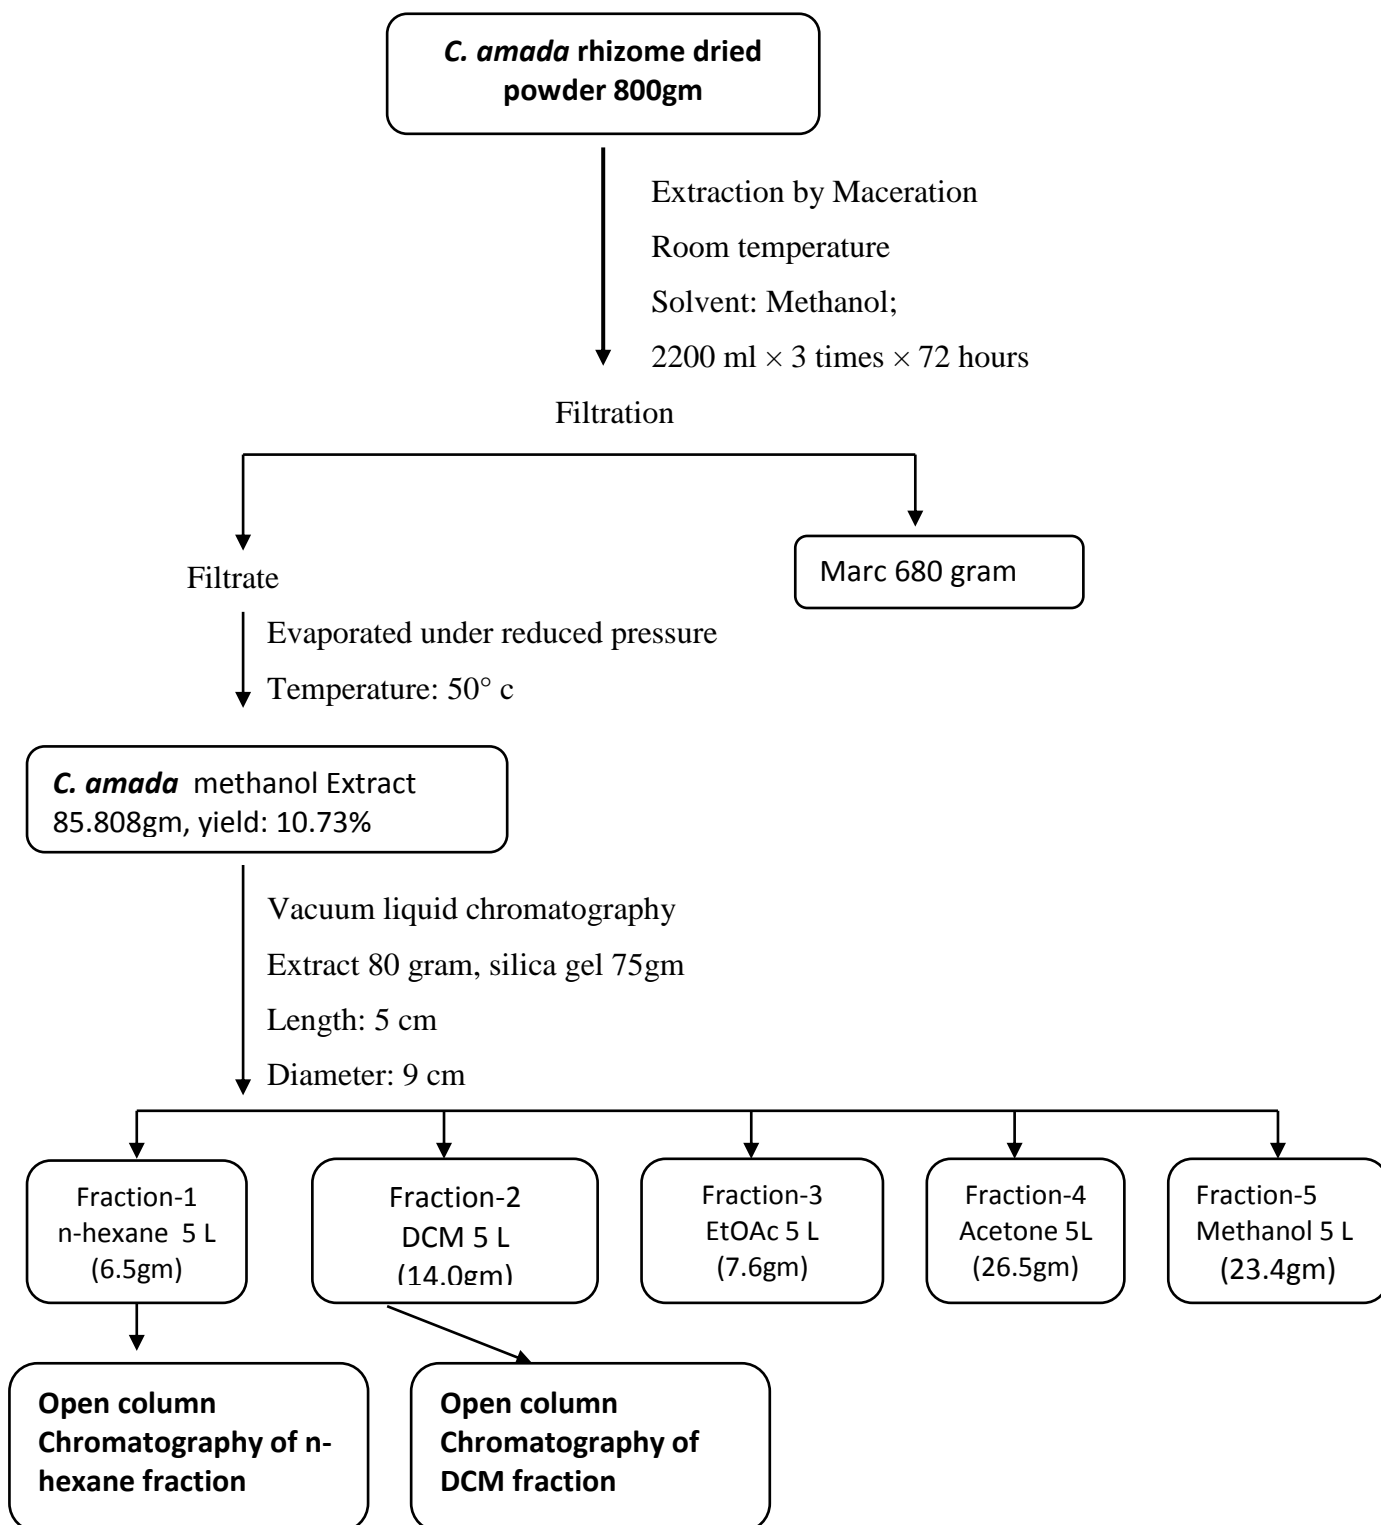 C. amada rhizome dried
powder 800gm
Extraction by Maceration
Room temperature
Solvent: Methanol;
2200 ml × 3 times × 72 hours
Filtration
Filtrate
Marc 680 gram
Evaporated under reduced pressure
Temperature: 50° c
C. amada methanol Extract
85.808gm, yield: 10.73%
Vacuum liquid chromatography
Extract 80 gram, silica gel 75gm
Length: 5 cm
Diameter: 9 cm
Fraction-1
n-hexane 5 L
(6.5gm)
Fraction-2
DCM 5 L
(14.0gm)
Fraction-3
EtOAc 5 L
(7.6gm)
Fraction-4
Acetone 5L
(26.5gm)
Fraction-5
Methanol 5 L
(23.4gm)
Open column
Chromatography of n-
hexane fraction
Open column
Chromatography of
DCM fraction